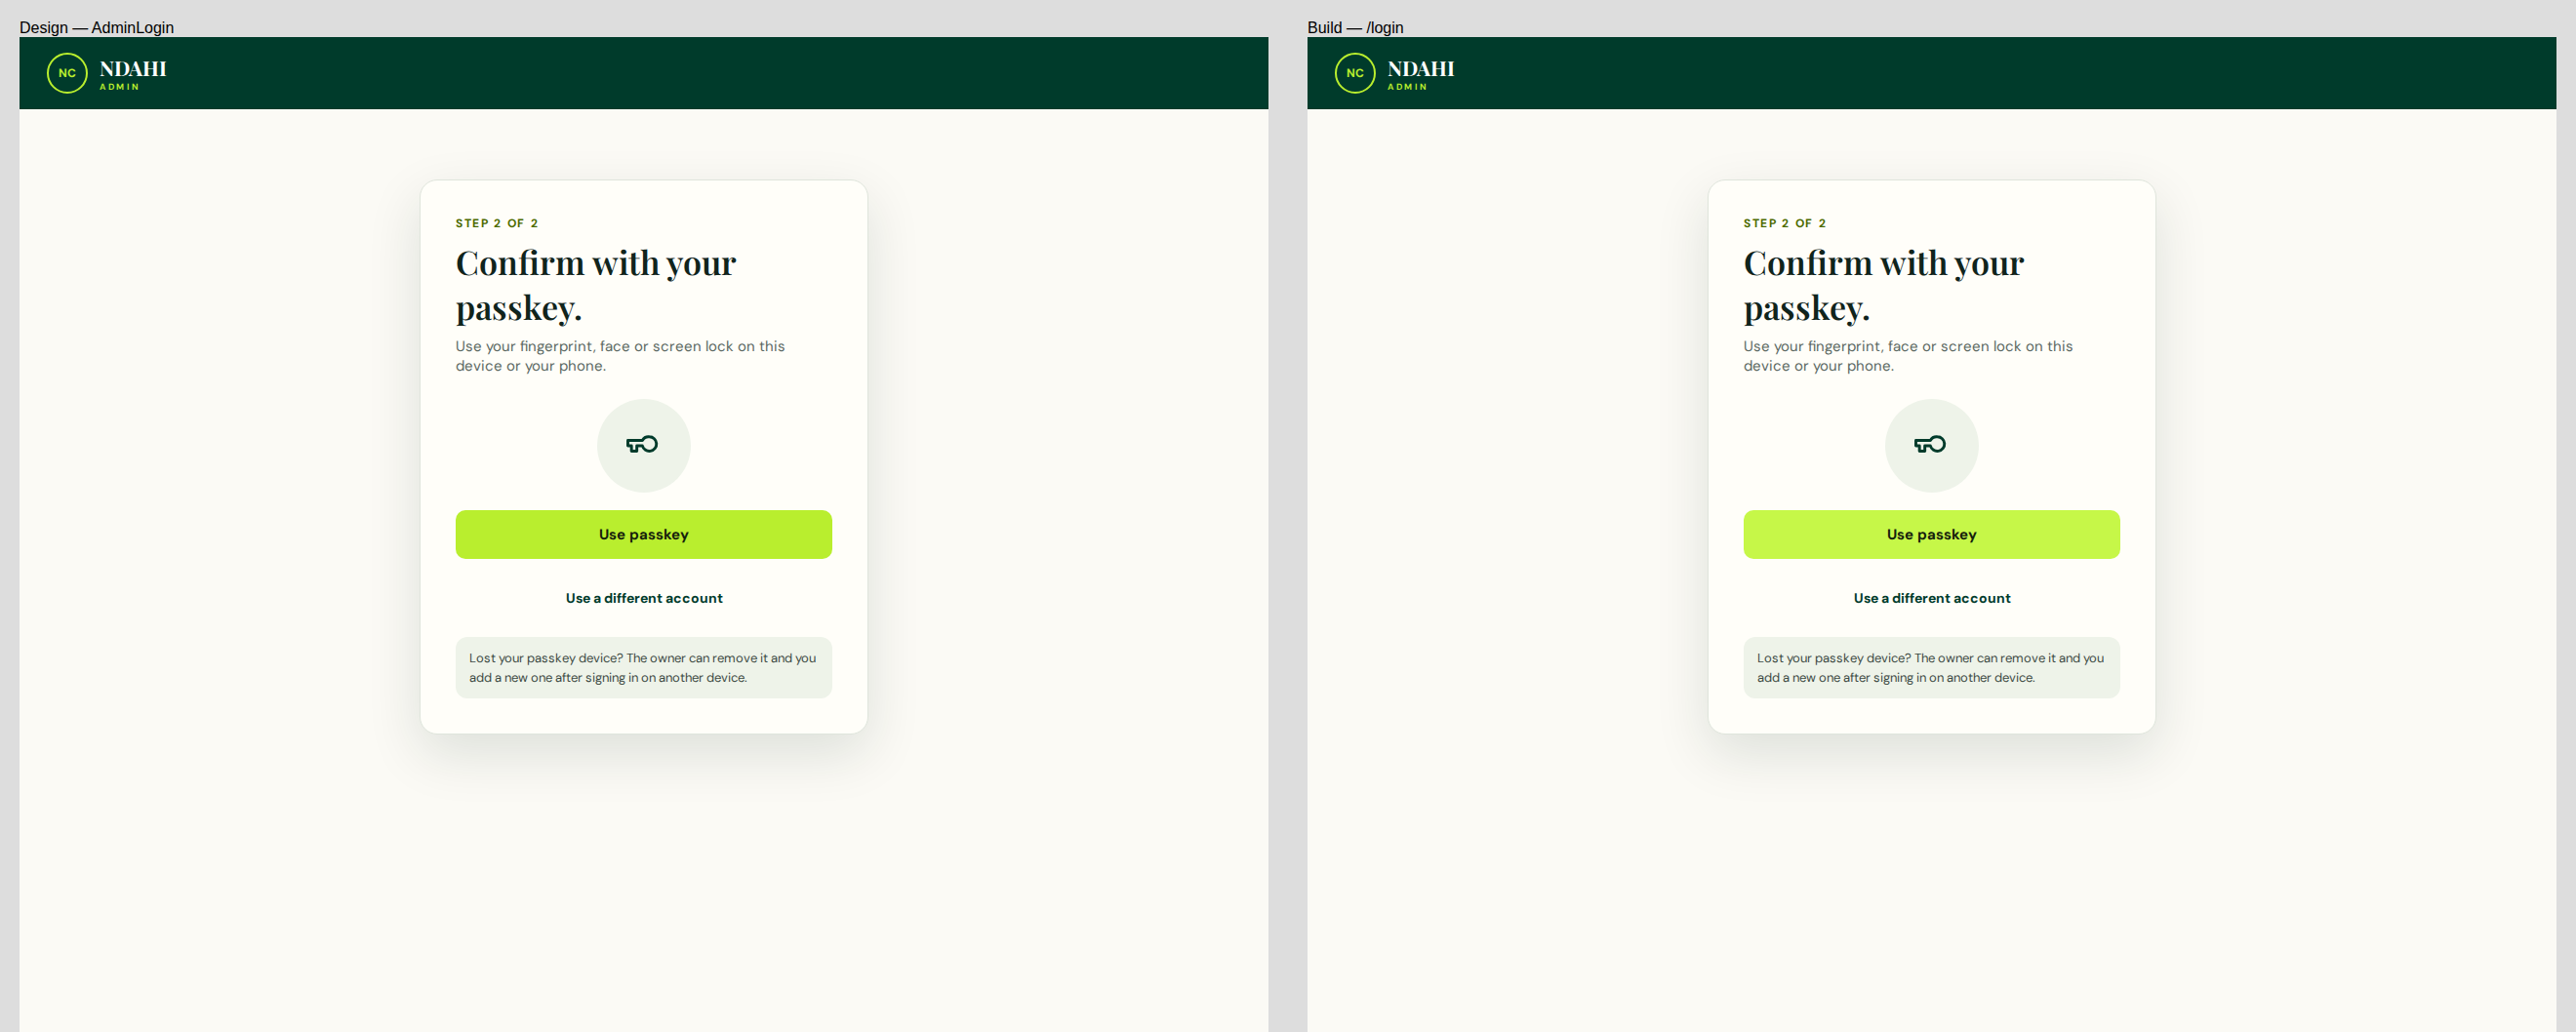 Design — AdminLogin
NC
NDAHI
ADMIN
STEP 2 OF 2
Confirm with your
passkey.
Use your fingerprint, face or screen lock on this
device or your phone.
Use passkey
Use a different account
Lost your passkey device? The owner can remove it and you
add a new one after signing in on another device.
Build — /login
NC
NDAHI
ADMIN
STEP 2 OF 2
Confirm with your
passkey.
Use your fingerprint, face or screen lock on this
device or your phone.
Use passkey
Use a different account
Lost your passkey device? The owner can remove it and you
add a new one after signing in on another device.